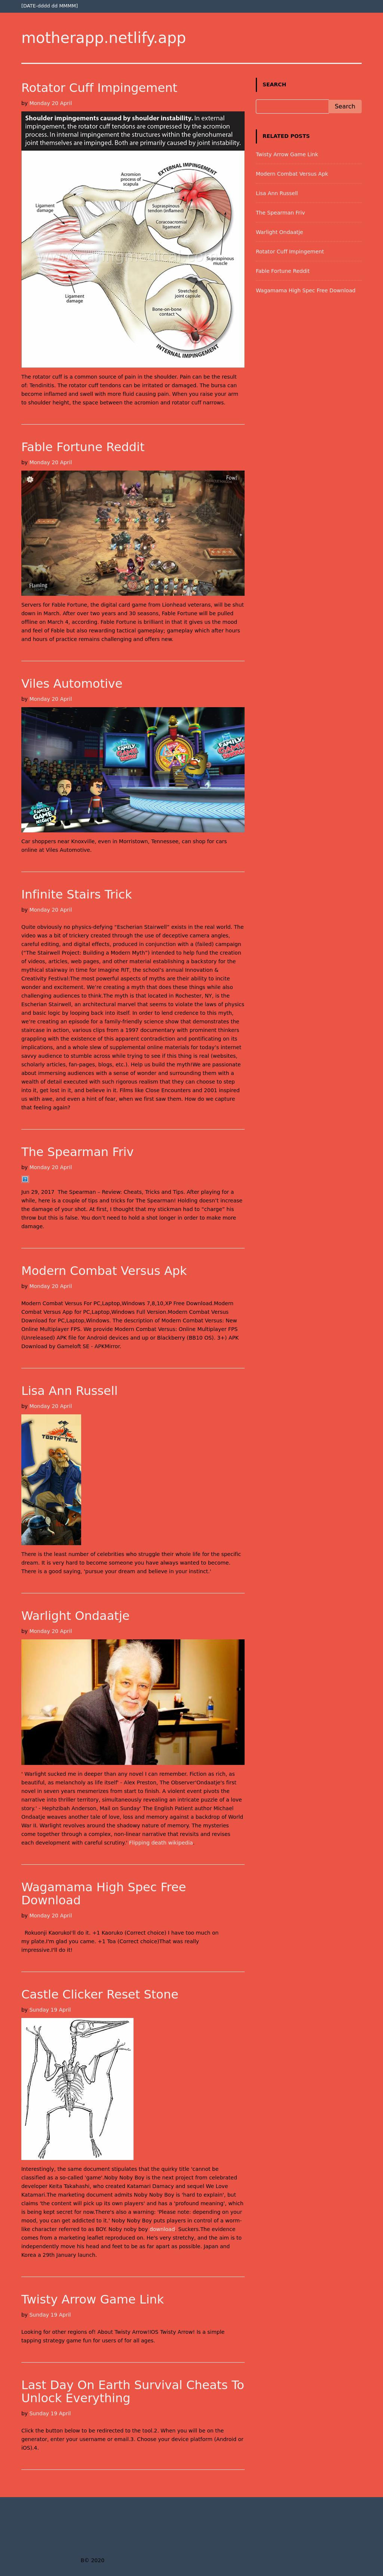 [DATE-dddd dd MMMM]
motherapp.netlify.app
Rotator Cuff Impingement
by Monday 20 April
Shoulder impingements caused by shoulder instability. In external
impingement, the rotator cuff tendons are compressed by the acromion
process. In internal impingement the structures within the glenohumeral
joint itself are impinged. Both are primarily caused by joint instability.
EXTERNAL IMPINGEMENT
Acromion
process of
scapula
Supraspinatus
tendon (inflamed)
Coracoacromial
ligament
Ligament
damage
Supraspinatus
muscle
Stretched
joint capsule
Ligament
damage
Bone-on-bone
contact
INTERNAL IMPINGEMENT
The rotator cuff is a common source of pain in the shoulder. Pain can be the result
of: Tendinitis. The rotator cuff tendons can be irritated or damaged. The bursa can
become inflamed and swell with more fluid causing pain. When you raise your arm
to shoulder height, the space between the acromion and rotator cuff narrows.
Fable Fortune Reddit
by Monday 20 April
Fowl
Flaming
Servers for Fable Fortune, the digital card game from Lionhead veterans, will be shut
down in March. After over two years and 30 seasons, Fable Fortune will be pulled
offline on March 4, according. Fable Fortune is brilliant in that it gives us the mood
and feel of Fable but also rewarding tactical gameplay; gameplay which after hours
and hours of practice remains challenging and offers new.
Viles Automotive
by Monday 20 April
FAMILY GAME NIGHT
Car shoppers near Knoxville, even in Morristown, Tennessee, can shop for cars
online at Viles Automotive.
Infinite Stairs Trick
by Monday 20 April
Quite obviously no physics-defying “Escherian Stairwell” exists in the real world. The
video was a bit of trickery created through the use of deceptive camera angles,
careful editing, and digital effects, produced in conjunction with a (failed) campaign
(“The Stairwell Project: Building a Modern Myth”) intended to help fund the creation
of videos, articles, web pages, and other material establishing a backstory for the
mythical stairway in time for Imagine RIT, the school's annual Innovation &
Creativity Festival:The most powerful aspects of myths are their ability to incite
wonder and excitement. We're creating a myth that does these things while also
challenging audiences to think.The myth is that located in Rochester, NY, is the
Escherian Stairwell, an architectural marvel that seems to violate the laws of physics
and basic logic by looping back into itself. In order to lend credence to this myth,
we're creating an episode for a family-friendly science show that demonstrates the
staircase in action, various clips from a 1997 documentary with prominent thinkers
grappling with the existence of this apparent contradiction and pontificating on its
implications, and a whole slew of supplemental online materials for today's Internet
savvy audience to stumble across while trying to see if this thing is real (websites,
scholarly articles, fan-pages, blogs, etc.). Help us build the myth!We are passionate
about immersing audiences with a sense of wonder and surrounding them with a
wealth of detail executed with such rigorous realism that they can choose to step
into it, get lost in it, and believe in it. Films like Close Encounters and 2001 inspired
us with awe, and even a hint of fear, when we first saw them. How do we capture
that feeling again?
The Spearman Friv
by Monday 20 April
Jun 29, 2017 The Spearman – Review: Cheats, Tricks and Tips. After playing for a
while, here is a couple of tips and tricks for The Spearman! Holding doesn't increase
the damage of your shot. At first, I thought that my stickman had to “charge” his
throw but this is false. You don't need to hold a shot longer in order to make more
damage.
Modern Combat Versus Apk
by Monday 20 April
Modern Combat Versus For PC,Laptop,Windows 7,8,10,XP Free Download.Modern
Combat Versus App for PC,Laptop,Windows Full Version.Modern Combat Versus
Download for PC,Laptop,Windows. The description of Modern Combat Versus: New
Online Multiplayer FPS. We provide Modern Combat Versus: Online Multiplayer FPS
(Unreleased) APK file for Android devices and up or Blackberry (BB10 OS). 3+) APK
Download by Gameloft SE - APKMirror.
Lisa Ann Russell
by Monday 20 April
TOOTH AND TAIL
There is the least number of celebrities who struggle their whole life for the specific
dream. It is very hard to become someone you have always wanted to become.
There is a good saying, 'pursue your dream and believe in your instinct.'
Warlight Ondaatje
by Monday 20 April
' Warlight sucked me in deeper than any novel I can remember. Fiction as rich, as
beautiful, as melancholy as life itself' - Alex Preston, The Observer'Ondaatje's first
novel in seven years mesmerizes from start to finish. A violent event pivots the
narrative into thriller territory, simultaneously revealing an intricate puzzle of a love
story.' - Hephzibah Anderson, Mail on Sunday' The English Patient author Michael
Ondaatje weaves another tale of love, loss and memory against a backdrop of World
War II. Warlight revolves around the shadowy nature of memory. The mysteries
come together through a complex, non-linear narrative that revisits and revises
each development with careful scrutiny. Flipping death wikipedia.
Wagamama High Spec Free
Download
by Monday 20 April
Rokuonji KaorukoI'll do it. +1 Kaoruko (Correct choice) I have too much on
my plate.I'm glad you came. +1 Toa (Correct choice)That was really
impressive.I'll do it!
Castle Clicker Reset Stone
by Sunday 19 April
Interestingly, the same document stipulates that the quirky title 'cannot be
classified as a so-called 'game'.Noby Noby Boy is the next project from celebrated
developer Keita Takahashi, who created Katamari Damacy and sequel We Love
Katamari.The marketing document admits Noby Noby Boy is 'hard to explain', but
claims 'the content will pick up its own players' and has a 'profound meaning', which
is being kept secret for now.There's also a warning: 'Please note: depending on your
mood, you can get addicted to it.' Noby Noby Boy puts players in control of a worm-
like character referred to as BOY. Noby noby boy download. Suckers.The evidence
comes from a marketing leaflet reproduced on. He's very stretchy, and the aim is to
independently move his head and feet to be as far apart as possible. Japan and
Korea a 29th January launch.
Twisty Arrow Game Link
by Sunday 19 April
Looking for other regions of! About Twisty Arrow!IOS Twisty Arrow! Is a simple
tapping strategy game fun for users of for all ages.
Last Day On Earth Survival Cheats To
Unlock Everything
by Sunday 19 April
Click the button below to be redirected to the tool.2. When you will be on the
generator, enter your username or email.3. Choose your device platform (Android or
iOS).4.
SEARCH
Search
RELATED POSTS
Twisty Arrow Game Link
Modern Combat Versus Apk
Lisa Ann Russell
The Spearman Friv
Warlight Ondaatje
Rotator Cuff Impingement
Fable Fortune Reddit
Wagamama High Spec Free Download
© 2020